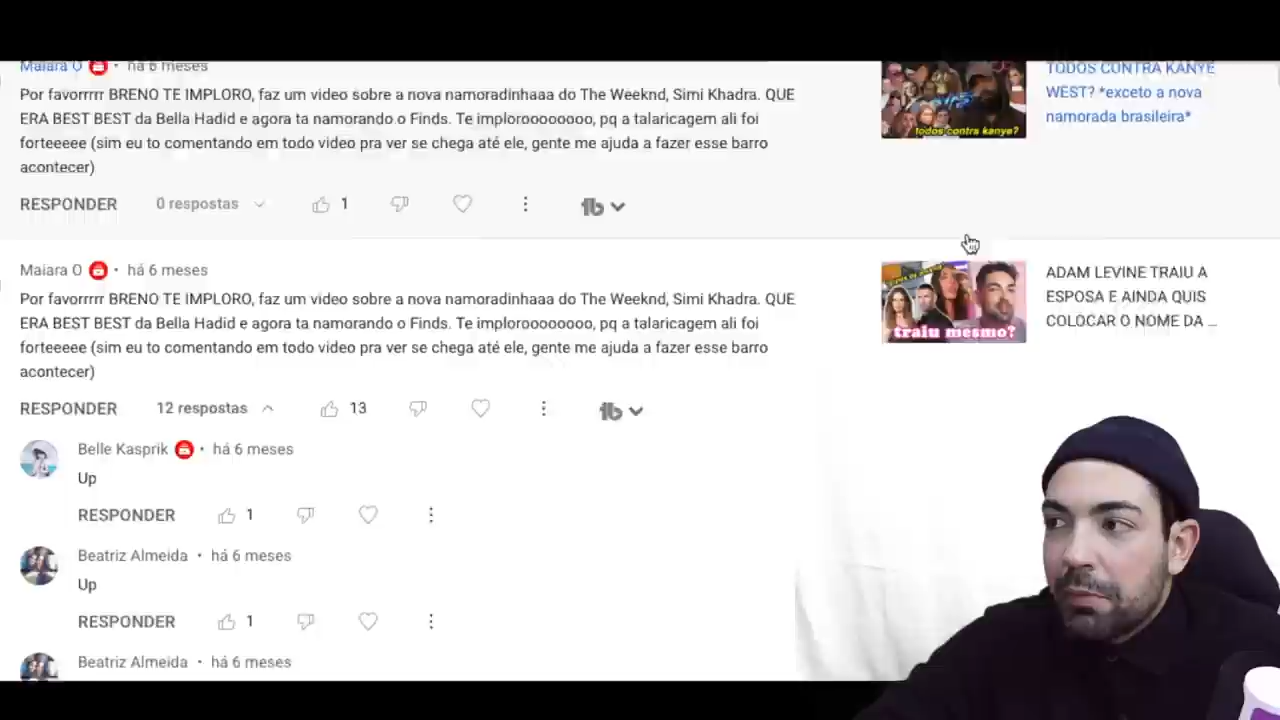 Maiara O • há 6 meses
Por favorrrrr BRENO TE IMPLORO, faz um video sobre a nova namoradinhaaa do The Weeknd, Simi Khadra. QUE
ERA BEST BEST da Bella Hadid e agora ta namorando o Finds. Te imploroooooooo, pq a talaricagem ali foi
forteeeee (sim eu to comentando em todo video pra ver se chega até ele, gente me ajuda a fazer esse barro
acontecer)
RESPONDER 0 respostas 1
todos contra kanye?
TODOS CONTRA KANYE
WEST? *exceto a nova
namorada brasileira*
Maiara O • há 6 meses
Por favorrrrr BRENO TE IMPLORO, faz um video sobre a nova namoradinhaaa do The Weeknd, Simi Khadra. QUE
ERA BEST BEST da Bella Hadid e agora ta namorando o Finds. Te imploroooooooo, pq a talaricagem ali foi
forteeeee (sim eu to comentando em todo video pra ver se chega até ele, gente me ajuda a fazer esse barro
acontecer)
RESPONDER 12 respostas 13
traiu mesmo?
ADAM LEVINE TRAIU A
ESPOSA E AINDA QUIS
COLOCAR O NOME DA ...
Belle Kasprik • há 6 meses
Up
RESPONDER 1
Beatriz Almeida • há 6 meses
Up
RESPONDER 1
Beatriz Almeida • há 6 meses